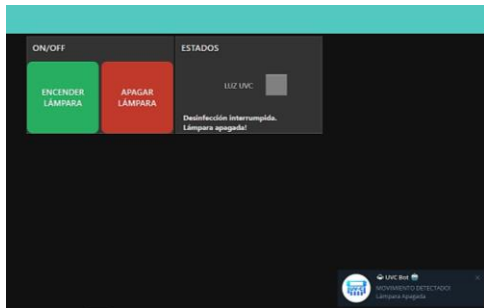 ON/OFF
ESTADOS
ENCENDER
LÁMPARA
APAGAR
LÁMPARA
LUZ UVC
Desinfección interrumpida.
Lámpara apagada!
UVC Bot
MOVIMIENTO DETECTADO!
Lámpara Apagada